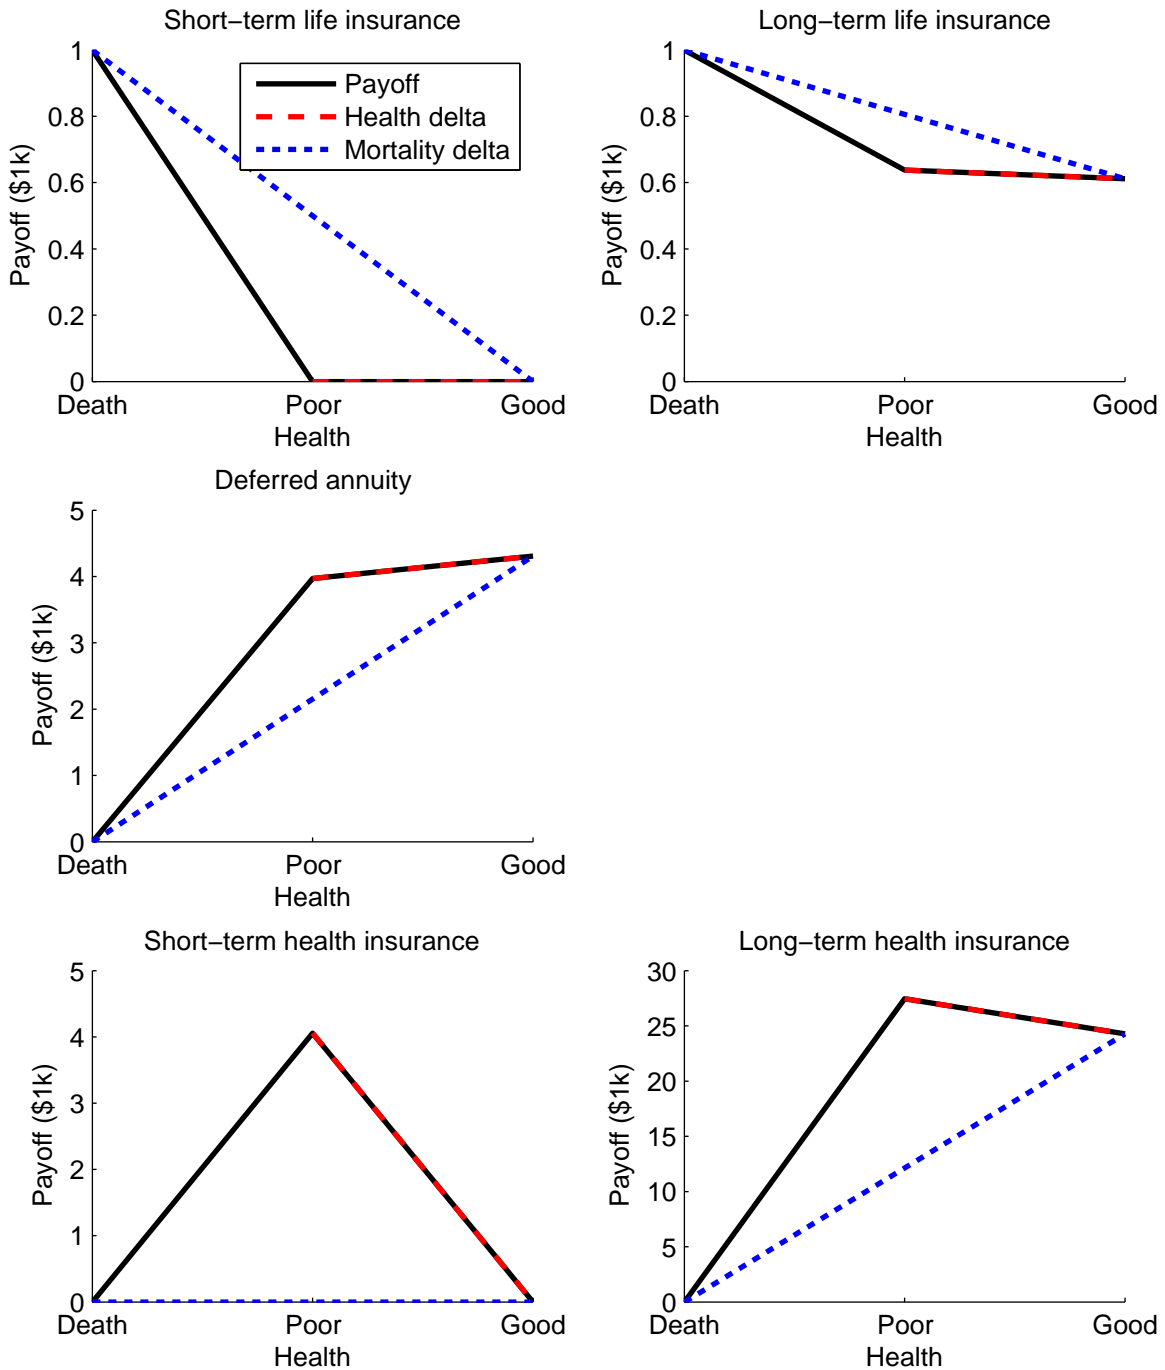 Short−term life insurance
1
0.8
0.6
0.4
0.2
0
Payoff ($1k)
Payoff
Health delta
Mortality delta
Death Poor Good
Health
Long−term life insurance
1
0.8
0.6
0.4
0.2
0
Payoff ($1k)
Death Poor Good
Health
Deferred annuity
5
4
3
2
1
0
Payoff ($1k)
Death Poor Good
Health
Short−term health insurance
5
4
3
2
1
0
Payoff ($1k)
Death Poor Good
Health
Long−term health insurance
30
25
20
15
10
5
0
Payoff ($1k)
Death Poor Good
Health